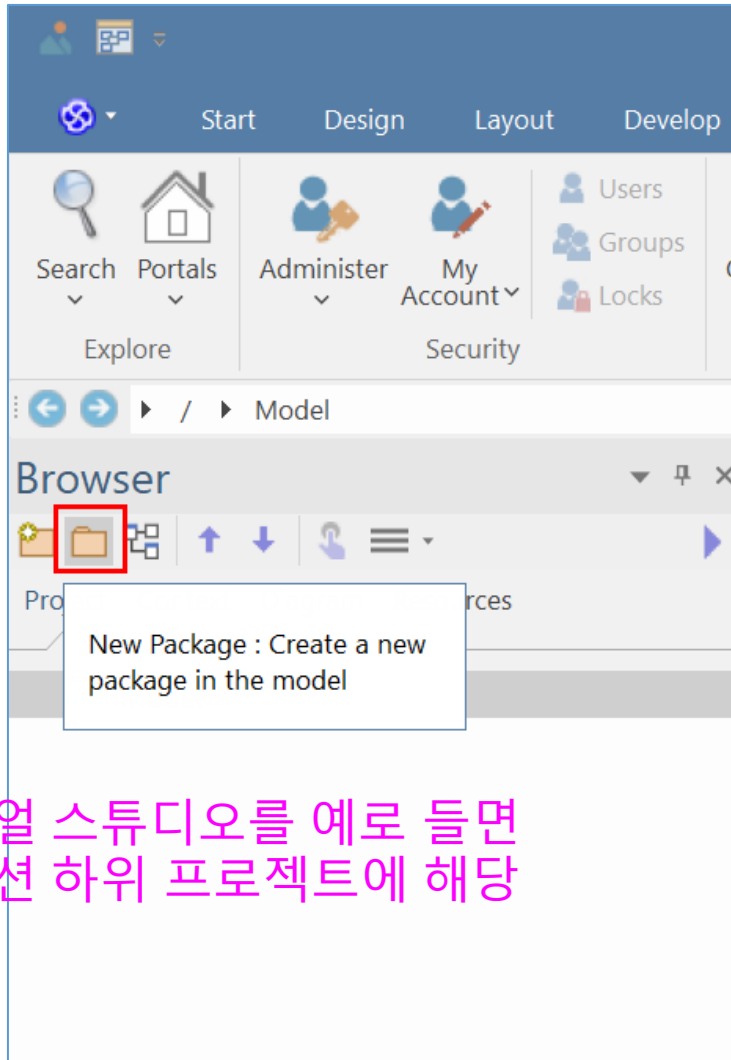 Start Design Layout Develop
Search Portals Administer My Account Users
Groups
Locks
Explore Security
/ Model
Browser
New Package : Create a new
package in the model
스튜디오를 예로 들면
하위 프로젝트에 해당